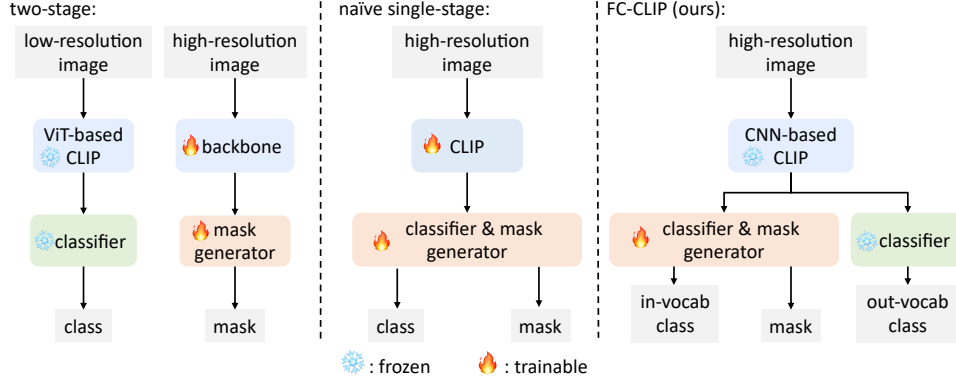 two-stage:
low-resolution
image
high-resolution
image
ViT-based
CLIP
backbone
classifier
mask
generator
class
mask
naïve single-stage:
high-resolution
image
CLIP
classifier & mask
generator
class
mask
FC-CLIP (ours):
high-resolution
image
CNN-based
CLIP
classifier & mask
generator
classifier
in-vocab
class
mask
out-vocab
class
: frozen
: trainable